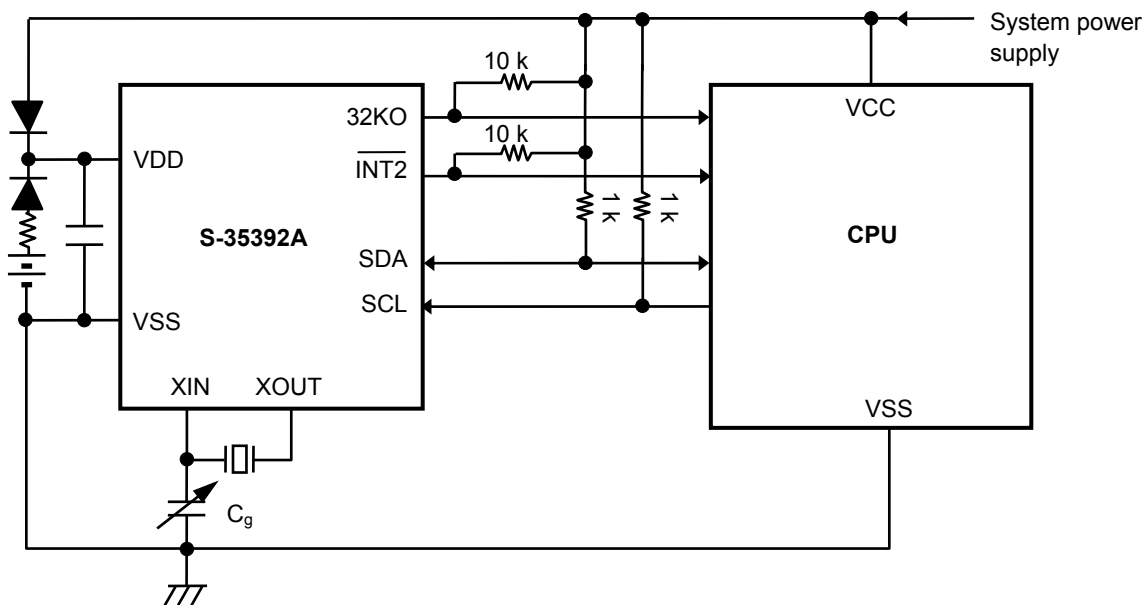 System power
supply
10 k
32KO
VCC
10 k
VDD
INT2
1 k
1 k
S-35392A
CPU
SDA
SCL
VSS
XIN XOUT
VSS
Cg